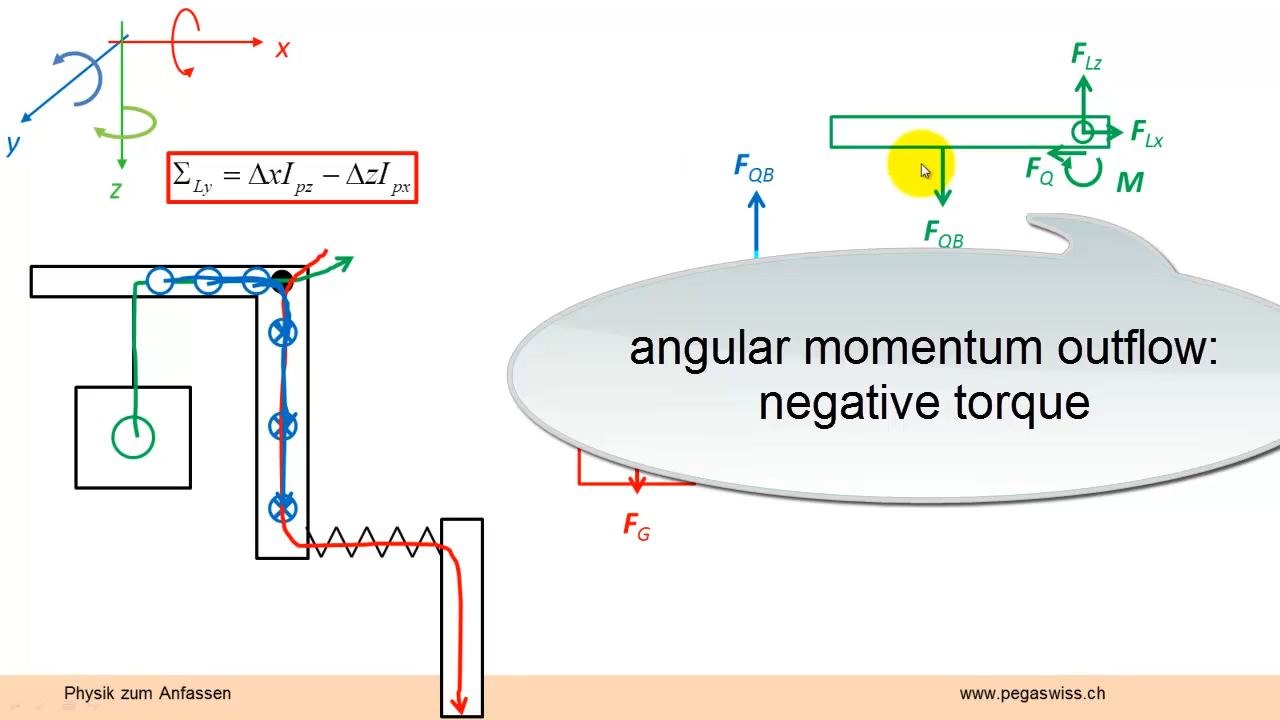 x
y
z
Σ_Ly = ΔxI_pz − ΔzI_px
F_Lz
F_Lx
F_Q
M
F_QB
F_QB
angular momentum outflow:
negative torque
F_G
Physik zum Anfassen
www.pegaswiss.ch